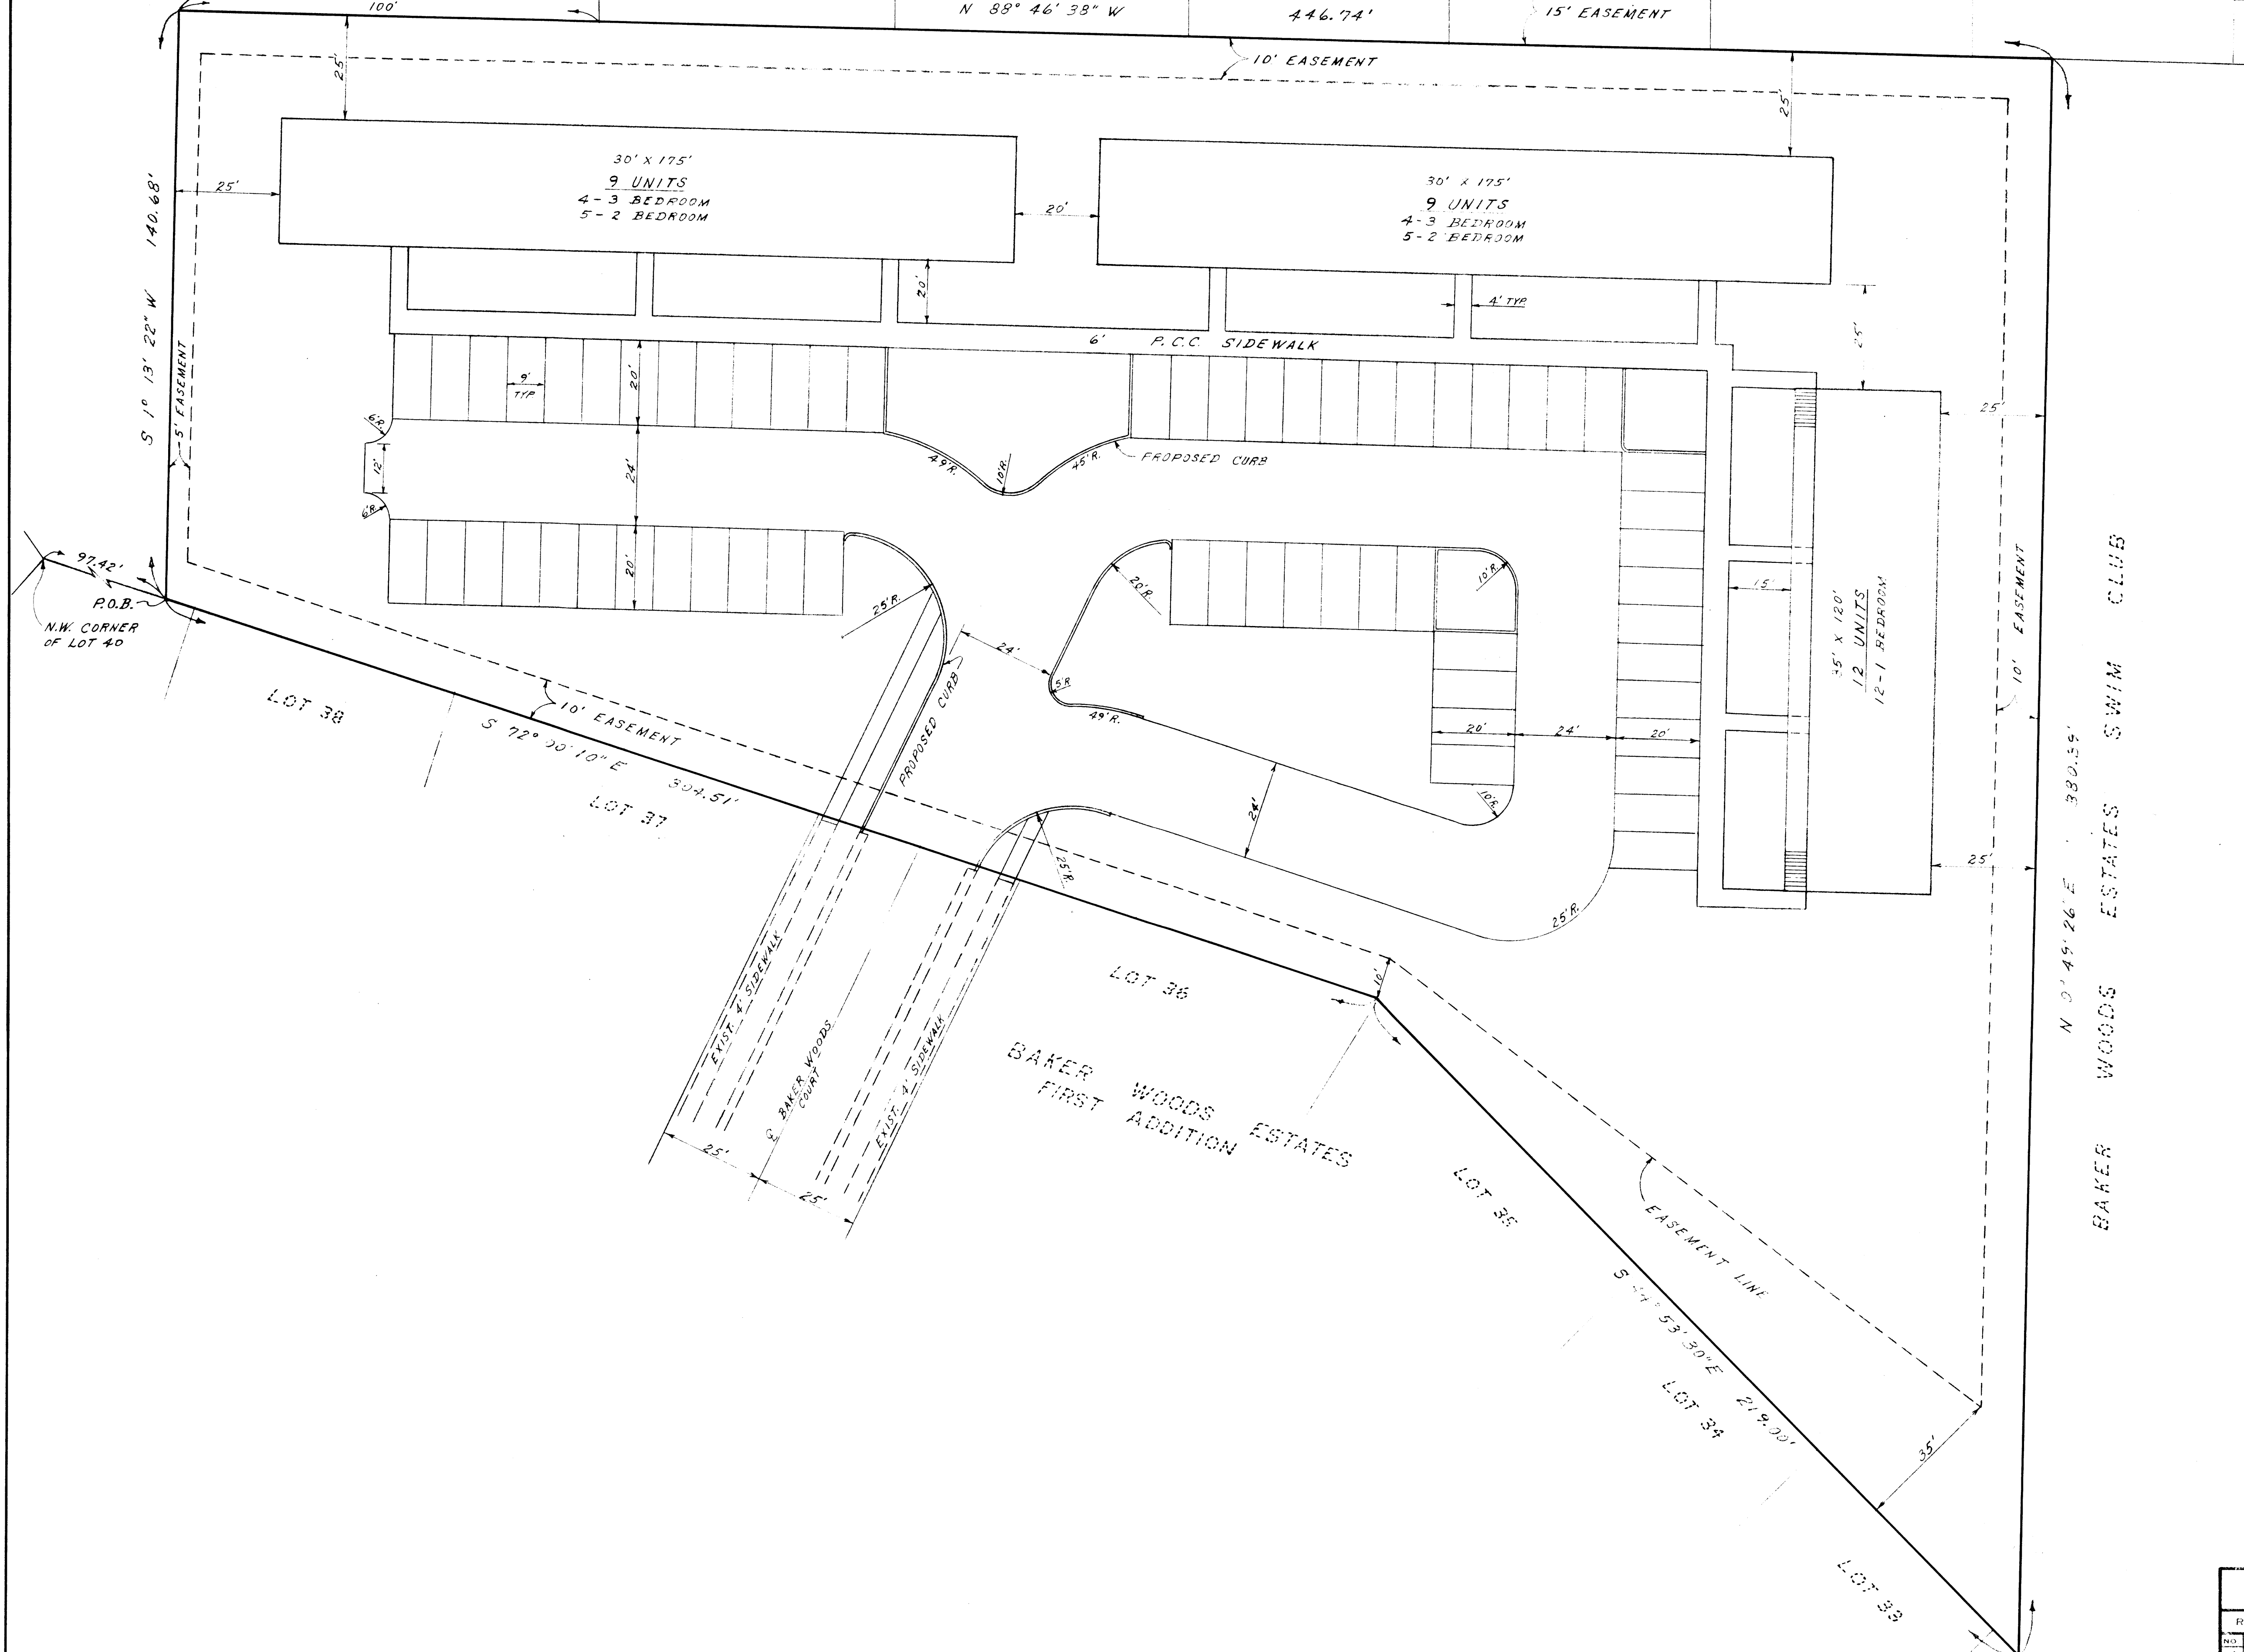 100'
N 88° 46' 38" W
446.74'
15' EASEMENT
10' EASEMENT
25'
25'
30' X 175'
9 UNITS
4-3 BEDROOM
5-2 BEDROOM
30' X 175'
9 UNITS
4-3 BEDROOM
5-2 BEDROOM
25'
20'
S 1° 13' 22" W 140.68'
5' EASEMENT
20'
4' TYP.
25'
6' P.C.C. SIDEWALK
9'
TYP.
20'
6'R.
12'
6'R.
24'
20'
49'R.
10'R.
45'R.
PROPOSED CURB
25'
97.42'
P.O.B.
N.W. CORNER
OF LOT 40
25'R.
20'R.
10'R.
15'
35' X 120'
12 UNITS
12-1 BEDROOM
10' EASEMENT
24'
5'R.
49'R.
PROPOSED CURB
LOT 38
10' EASEMENT
S 72° 00' 10" E 304.51'
LOT 37
20'
24'
20'
24'
10'R.
25'R.
25'R.
25'
N 0° 49' 26" E 380.39'
BAKER WOODS ESTATES SWIM CLUB
EXIST. 4' SIDEWALK
℄ BAKER WOODS
COURT
EXIST. 4' SIDEWALK
25'
25'
LOT 36
10'
BAKER WOODS ESTATES
FIRST ADDITION
LOT 35
EASEMENT LINE
S 44° 53' 30" E 219.00'
LOT 34
35'
LOT 33
R
NO